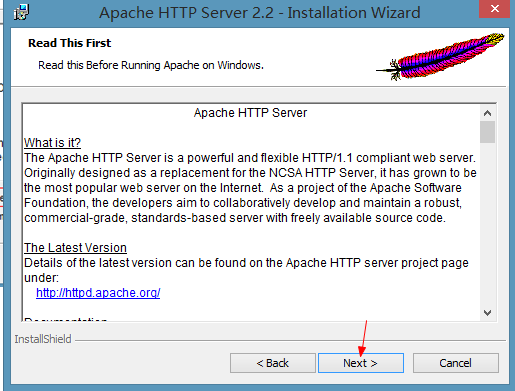 Apache HTTP Server 2.2 - Installation Wizard
Read This First
Read this Before Running Apache on Windows.
Apache HTTP Server
What is it?
The Apache HTTP Server is a powerful and flexible HTTP/1.1 compliant web server.
Originally designed as a replacement for the NCSA HTTP Server, it has grown to be
the most popular web server on the Internet.  As a project of the Apache Software
Foundation, the developers aim to collaboratively develop and maintain a robust,
commercial-grade, standards-based server with freely available source code.
The Latest Version
Details of the latest version can be found on the Apache HTTP server project page
under:
http://httpd.apache.org/
Documentation
InstallShield
< Back
Next >
Cancel